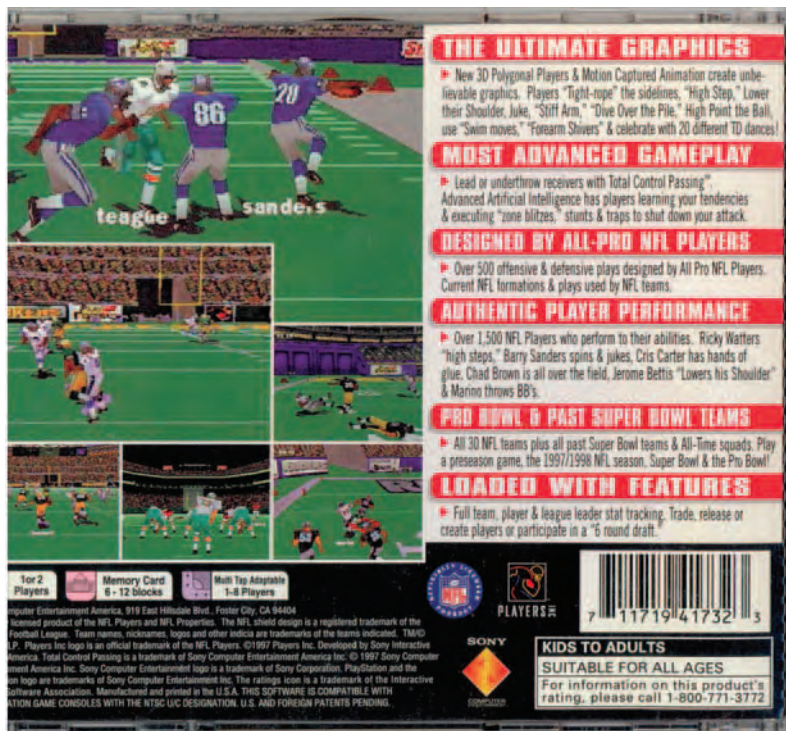 THE ULTIMATE GRAPHICS
New 3D Polygonal Players & Motion Captured Animation create unbe-
lievable graphics. Players "Tight-rope" the sidelines, "High Step," Lower
their Shoulder, Juke, "Stiff Arm," "Dive Over the Pile," High Point the Ball,
use "Swim moves," "Forearm Shivers" & celebrate with 20 different TD dances!
MOST ADVANCED GAMEPLAY
Lead or underthrow receivers with Total Control Passing™.
Advanced Artificial Intelligence has players learning your tendencies
& executing "zone blitzes," stunts & traps to shut down your attack.
DESIGNED BY ALL-PRO NFL PLAYERS
Over 500 offensive & defensive plays designed by All Pro NFL Players.
Current NFL formations & plays used by NFL teams.
AUTHENTIC PLAYER PERFORMANCE
Over 1,500 NFL Players who perform to their abilities. Ricky Watters
"high steps," Barry Sanders spins & jukes, Cris Carter has hands of
glue, Chad Brown is all over the field, Jerome Bettis "Lowers his Shoulder"
& Marino throws BB's.
PRO BOWL & PAST SUPER BOWL TEAMS
All 30 NFL teams plus all past Super Bowl teams & All-Time squads. Play
a preseason game, the 1997/1998 NFL season, Super Bowl & the Pro Bowl!
LOADED WITH FEATURES
Full team, player & league leader stat tracking. Trade, release or
create players or participate in a "6 round draft."
86
20
teague
sanders
1 or 2
Players
Memory Card
6 - 12 blocks
Multi Tap Adaptable
1-8 Players
mputer Entertainment America, 919 East Hillsdale Blvd., Foster City, CA 94404
licensed product of the NFL Players and NFL Properties. The NFL shield design is a registered trademark of the
Football League. Team names, nicknames, logos and other indicia are trademarks of the teams indicated. TM/©
LP. Players Inc logo is an official trademark of the NFL Players. ©1997 Players Inc. Developed by Sony Interactive
America. Total Control Passing is a trademark of Sony Computer Entertainment America Inc. © 1997 Sony Computer
nment America Inc. Sony Computer Entertainment logo is a trademark of Sony Corporation. PlayStation and the
ion logo are trademarks of Sony Computer Entertainment Inc. The ratings icon is a trademark of the Interactive
Software Association. Manufactured and printed in the U.S.A. THIS SOFTWARE IS COMPATIBLE WITH
ATION GAME CONSOLES WITH THE NTSC U/C DESIGNATION. U.S. AND FOREIGN PATENTS PENDING.
NFL
PLAYERS INC
SONY
COMPUTER
7 11719 41732 3
KIDS TO ADULTS
SUITABLE FOR ALL AGES
For information on this product's
rating, please call 1-800-771-3772